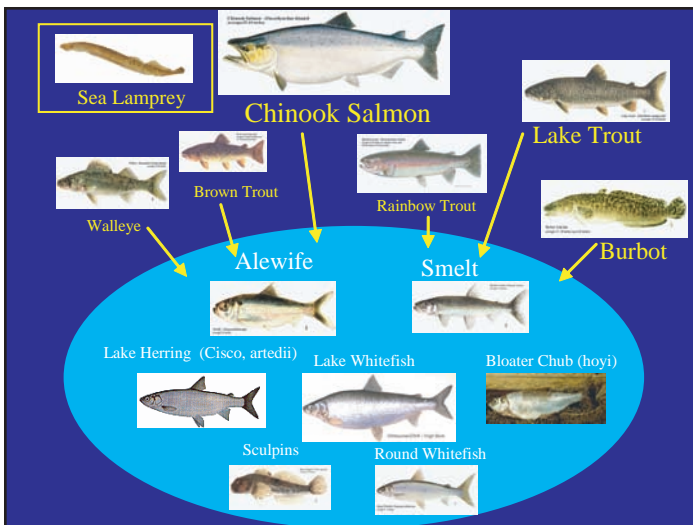 Sea Lamprey
Chinook Salmon
Lake Trout
Brown Trout
Rainbow Trout
Walleye
Burbot
Alewife
Smelt
Lake Herring (Cisco, artedii)
Lake Whitefish
Bloater Chub (hoyi)
Sculpins
Round Whitefish